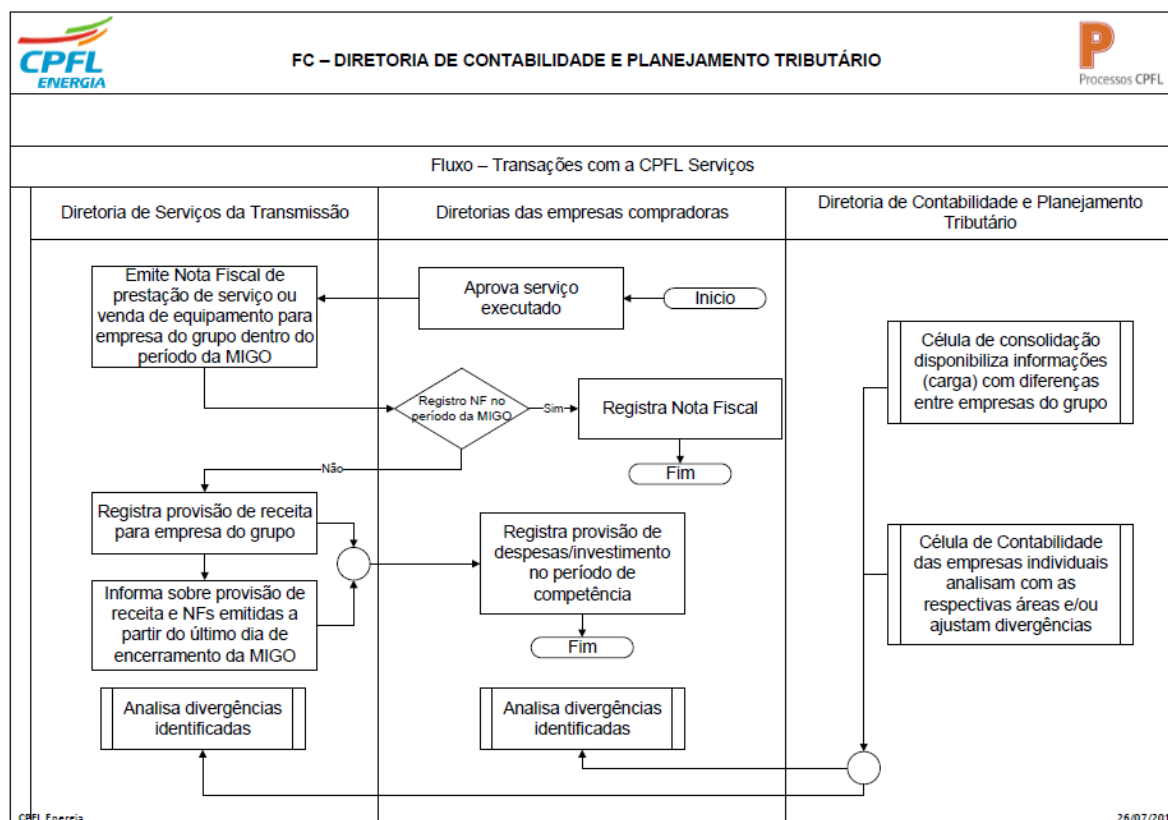 CPFL
ENERGIA
FC – DIRETORIA DE CONTABILIDADE E PLANEJAMENTO TRIBUTÁRIO
P
Processos CPFL
Fluxo – Transações com a CPFL Serviços
Diretoria de Serviços da Transmissão
Diretorias das empresas compradoras
Diretoria de Contabilidade e Planejamento
Tributário
Emite Nota Fiscal de
prestação de serviço ou
venda de equipamento para
empresa do grupo dentro do
período da MIGO
Aprova serviço
executado
Inicio
Célula de consolidação
disponibiliza informações
(carga) com diferenças
entre empresas do grupo
Registro NF no
período da MIGO
Sim
Registra Nota Fiscal
Fim
Não
Registra provisão de receita
para empresa do grupo
Registra provisão de
despesas/investimento
no período de
competência
Célula de Contabilidade
das empresas individuais
analisam com as
respectivas áreas e/ou
ajustam divergências
Informa sobre provisão de
receita e NFs emitidas a
partir do último dia de
encerramento da MIGO
Fim
Analisa divergências
identificadas
Analisa divergências
identificadas
CPFL Energia
26/07/201